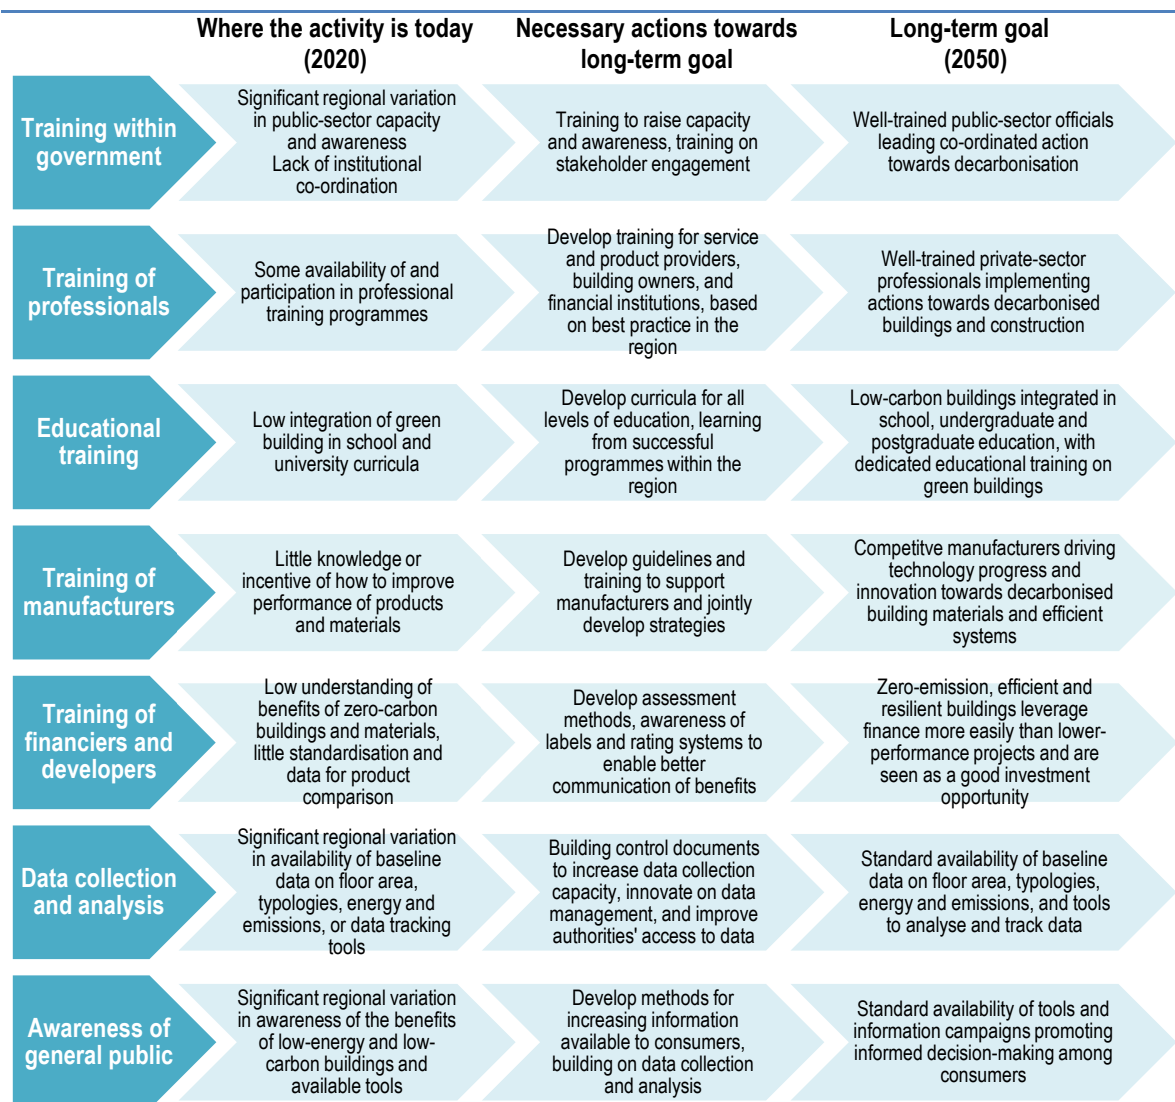 Where the activity is today
(2020)
Necessary actions towards
long-term goal
Long-term goal
(2050)
Training within
government
Significant regional variation
in public-sector capacity
and awareness
Lack of institutional
co-ordination
Training to raise capacity
and awareness, training on
stakeholder engagement
Well-trained public-sector officials
leading co-ordinated action
towards decarbonisation
Training of
professionals
Some availability of and
participation in professional
training programmes
Develop training for service
and product providers,
building owners, and
financial institutions, based
on best practice in the
region
Well-trained private-sector
professionals implementing
actions towards decarbonised
buildings and construction
Educational
training
Low integration of green
building in school and
university curricula
Develop curricula for all
levels of education, learning
from successful
programmes within the
region
Low-carbon buildings integrated in
school, undergraduate and
postgraduate education, with
dedicated educational training on
green buildings
Training of
manufacturers
Little knowledge or
incentive of how to improve
performance of products
and materials
Develop guidelines and
training to support
manufacturers and jointly
develop strategies
Competitve manufacturers driving
technology progress and
innovation towards decarbonised
building materials and efficient
systems
Training of
financiers and
developers
Low understanding of
benefits of zero-carbon
buildings and materials,
little standardisation and
data for product
comparison
Develop assessment
methods, awareness of
labels and rating systems to
enable better
communication of benefits
Zero-emission, efficient and
resilient buildings leverage
finance more easily than lower-
performance projects and are
seen as a good investment
opportunity
Data collection
and analysis
Significant regional variation
in availability of baseline
data on floor area,
typologies, energy and
emissions, or data tracking
tools
Building control documents
to increase data collection
capacity, innovate on data
management, and improve
authorities' access to data
Standard availability of baseline
data on floor area, typologies,
energy and emissions, and tools
to analyse and track data
Awareness of
general public
Significant regional variation
in awareness of the benefits
of low-energy and low-
carbon buildings and
available tools
Develop methods for
increasing information
available to consumers,
building on data collection
and analysis
Standard availability of tools and
information campaigns promoting
informed decision-making among
consumers